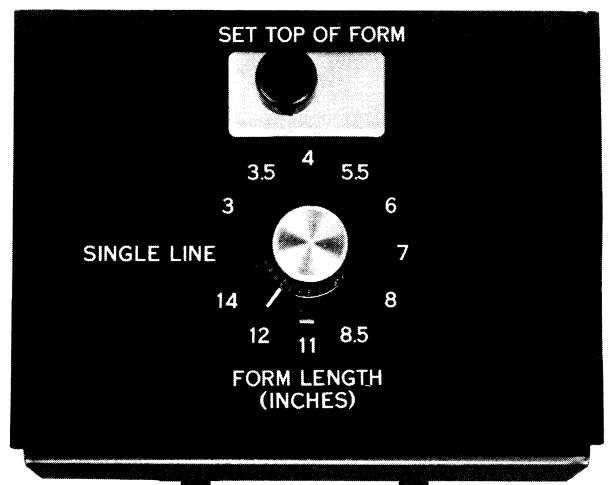 SET TOP OF FORM
4
3.5 5.5
3 6
SINGLE LINE 7
14 8
12 8.5
11
FORM LENGTH
(INCHES)